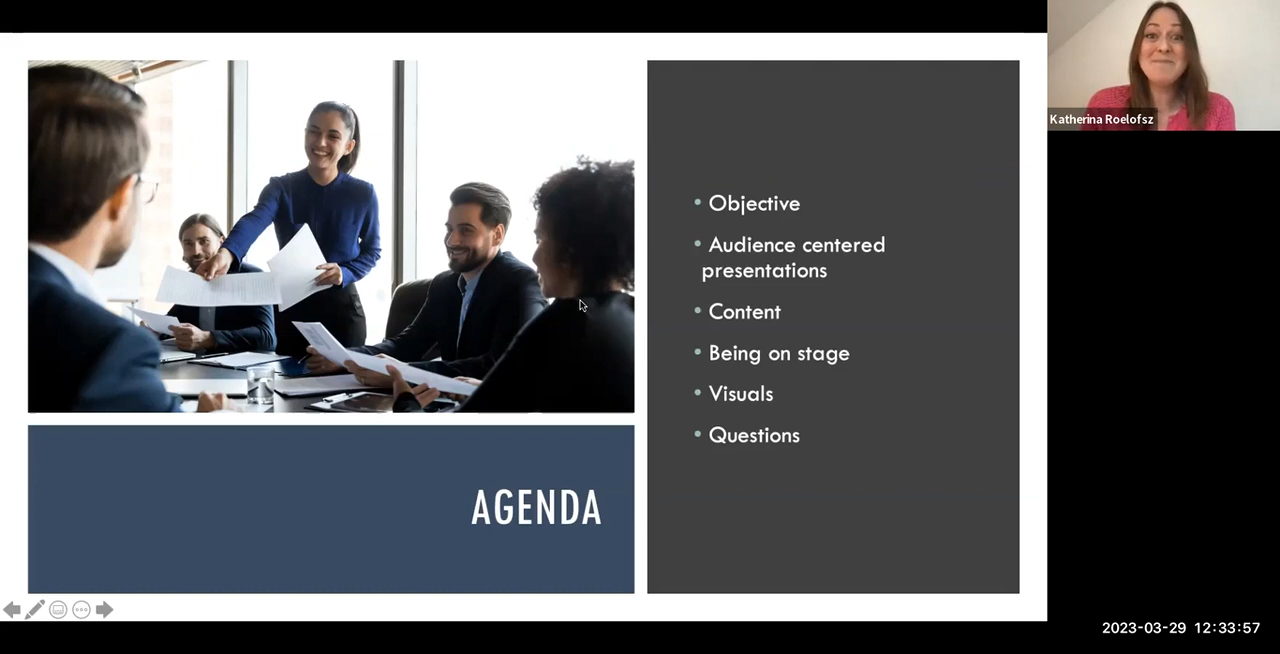 Katherina Roelofsz
• Objective
• Audience centered
presentations
• Content
• Being on stage
• Visuals
• Questions
AGENDA
2023-03-29 12:33:57